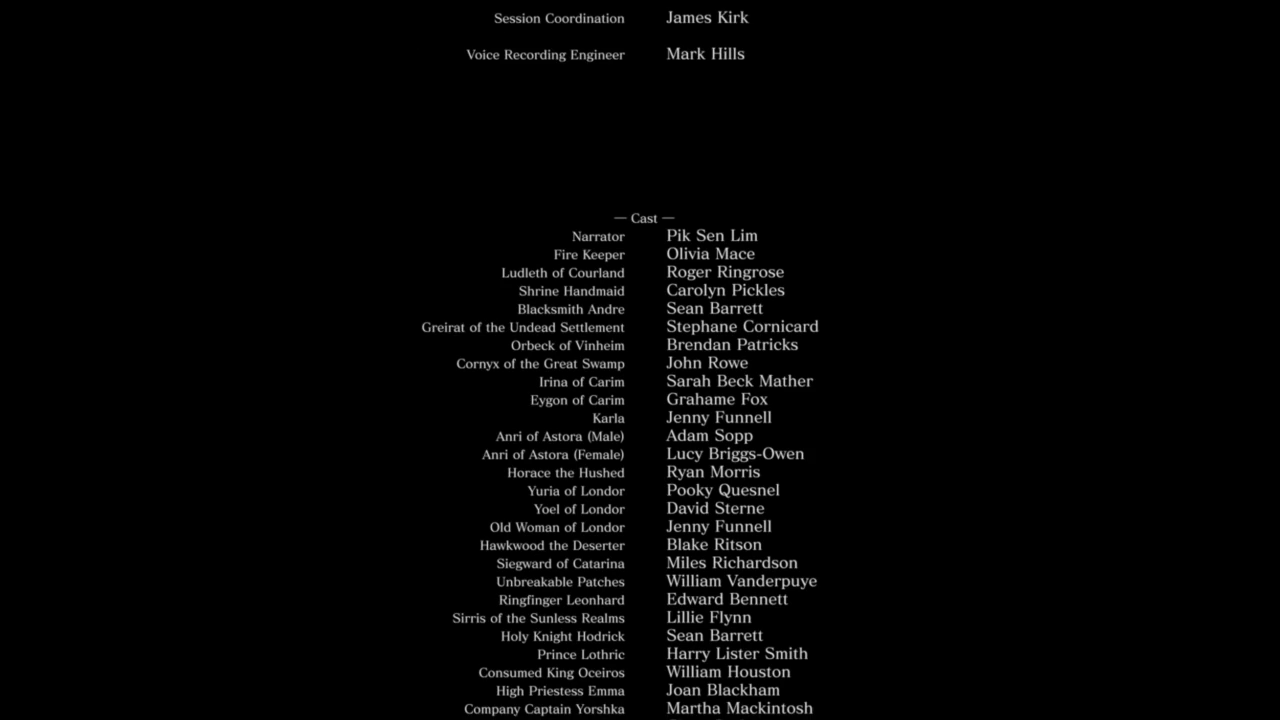 Session Coordination James Kirk
Voice Recording Engineer Mark Hills
— Cast —
Narrator Pik Sen Lim
Fire Keeper Olivia Mace
Ludleth of Courland Roger Ringrose
Shrine Handmaid Carolyn Pickles
Blacksmith Andre Sean Barrett
Greirat of the Undead Settlement Stephane Cornicard
Orbeck of Vinheim Brendan Patricks
Cornyx of the Great Swamp John Rowe
Irina of Carim Sarah Beck Mather
Eygon of Carim Grahame Fox
Karla Jenny Funnell
Anri of Astora (Male) Adam Sopp
Anri of Astora (Female) Lucy Briggs-Owen
Horace the Hushed Ryan Morris
Yuria of Londor Pooky Quesnel
Yoel of Londor David Sterne
Old Woman of Londor Jenny Funnell
Hawkwood the Deserter Blake Ritson
Siegward of Catarina Miles Richardson
Unbreakable Patches William Vanderpuye
Ringfinger Leonhard Edward Bennett
Sirris of the Sunless Realms Lillie Flynn
Holy Knight Hodrick Sean Barrett
Prince Lothric Harry Lister Smith
Consumed King Oceiros William Houston
High Priestess Emma Joan Blackham
Company Captain Yorshka Martha Mackintosh